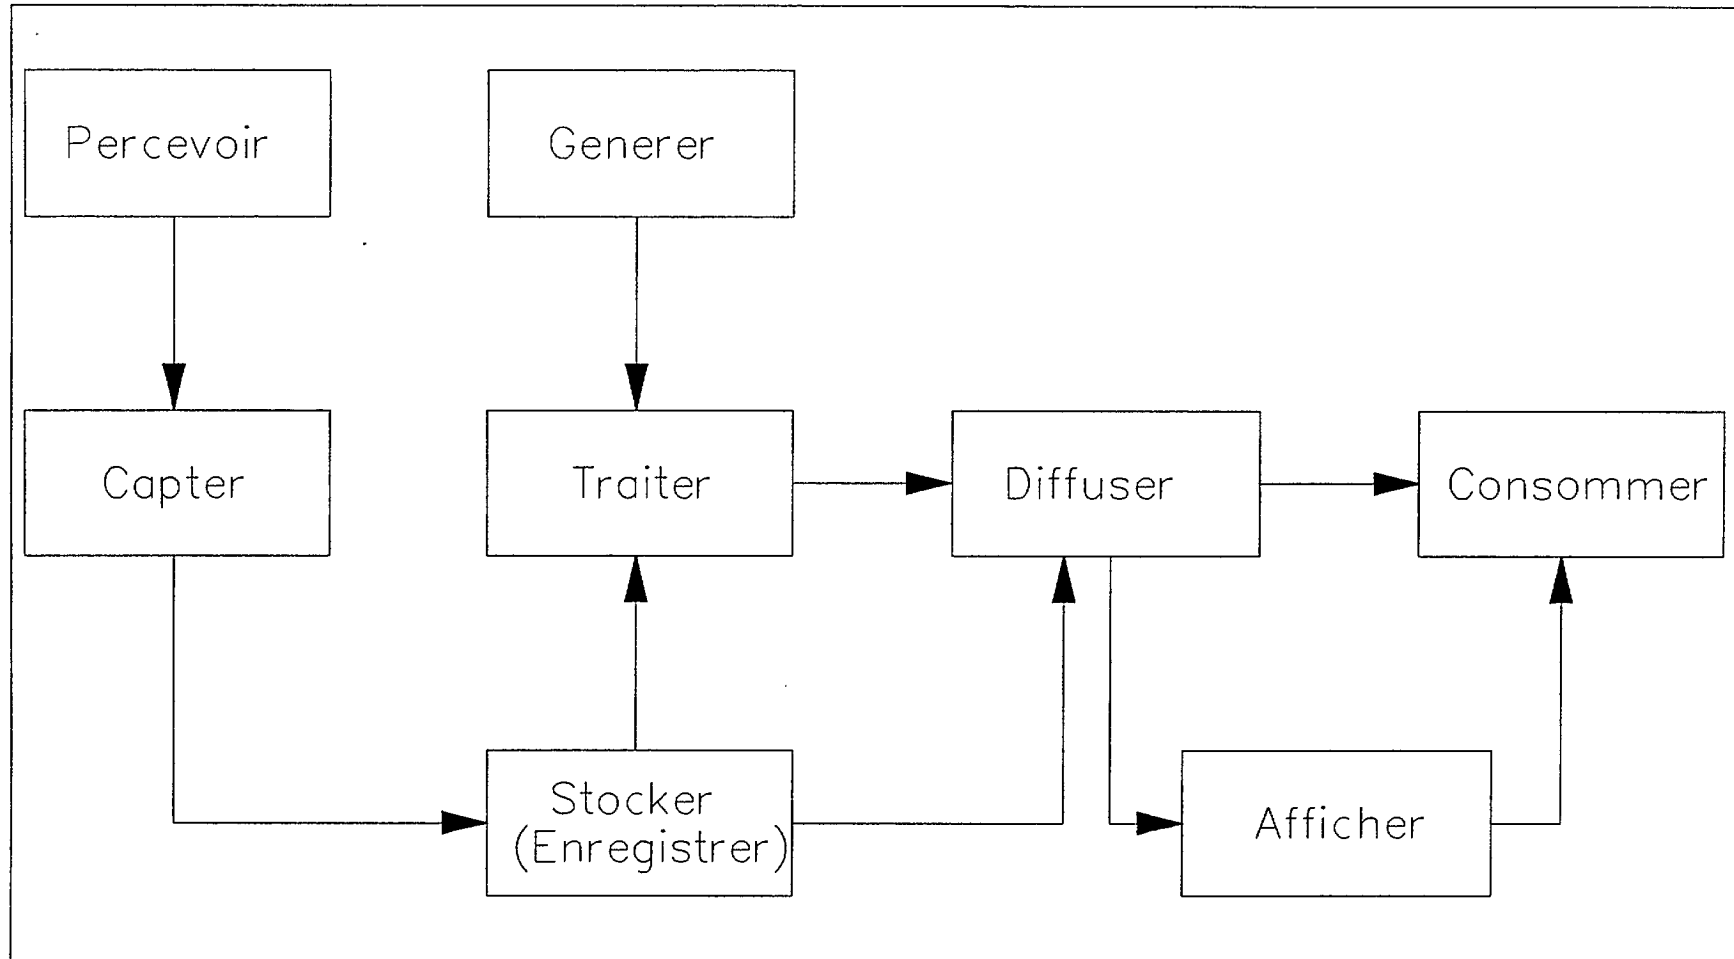 Percevoir
Generer
Capter
Traiter
Diffuser
Consommer
Stocker
(Enregistrer)
Afficher